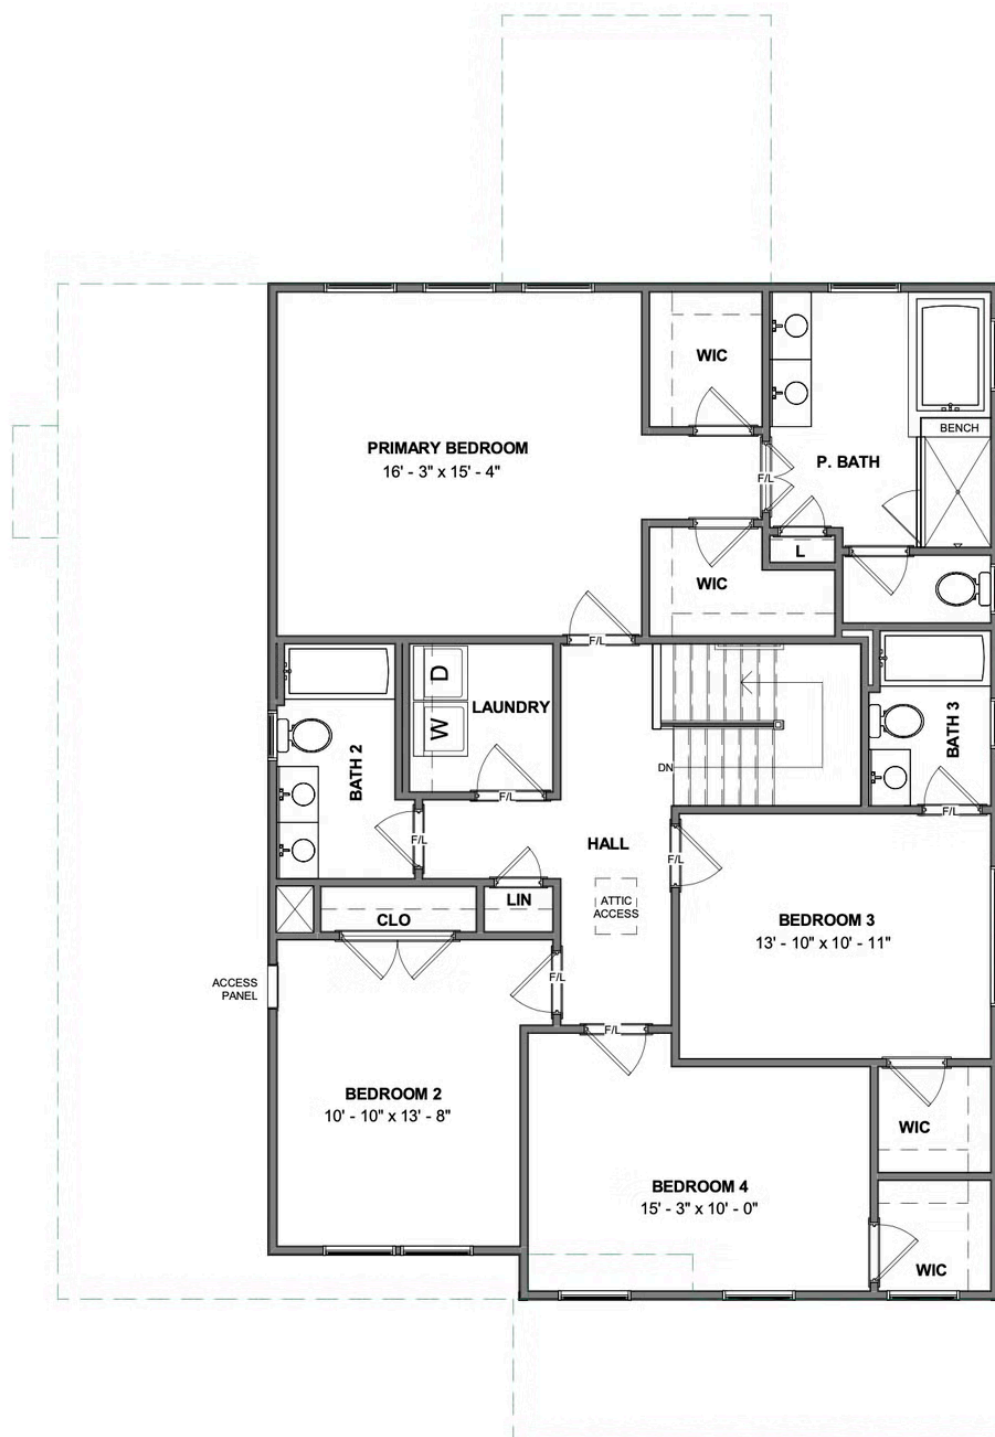 WIC
BENCH
PRIMARY BEDROOM
16' - 3" x 15' - 4"
P. BATH
F/L
L
WIC
F/L
D
W
LAUNDRY
BATH 2
BATH 3
DN
F/L
F/L
F/L
HALL
F/L
LIN
ATTIC
ACCESS
CLO
BEDROOM 3
13' - 10" x 10' - 11"
F/L
ACCESS
PANEL
F/L
BEDROOM 2
10' - 10" x 13' - 8"
WIC
BEDROOM 4
15' - 3" x 10' - 0"
WIC